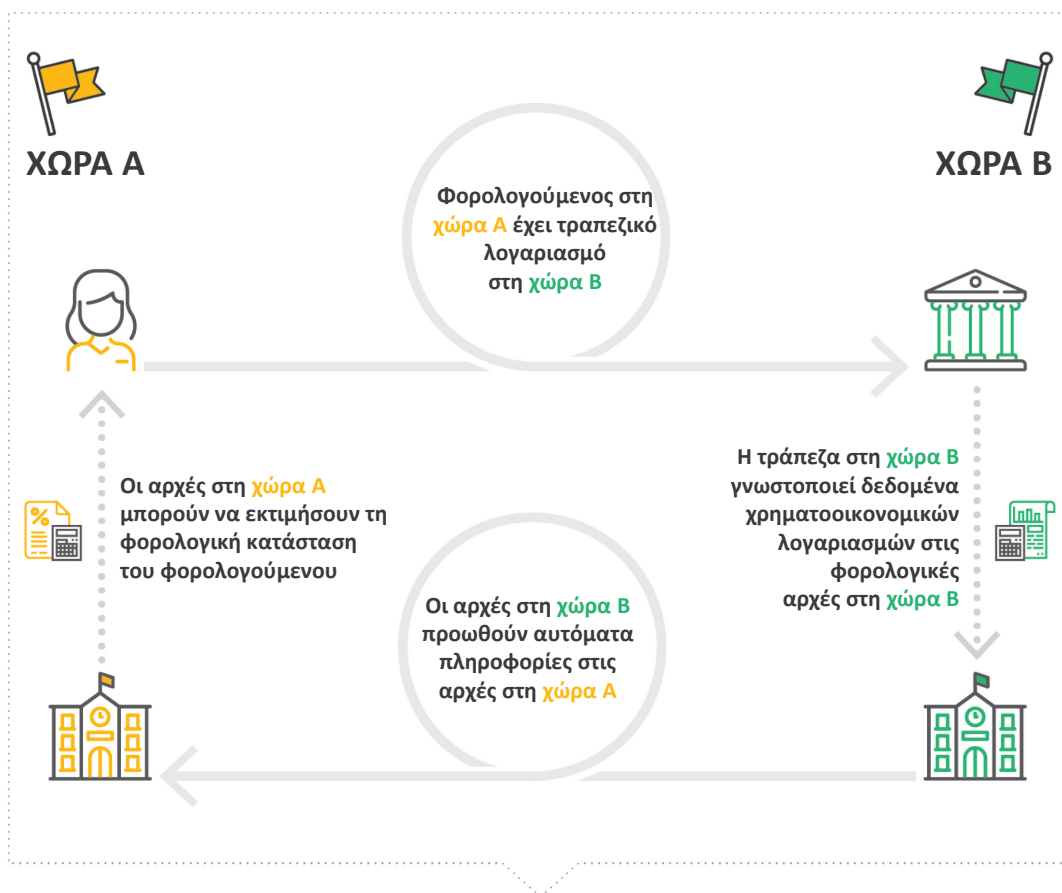 ΧΩΡΑ Α
ΧΩΡΑ Β
Φορολογούμενος στη
χώρα Α έχει τραπεζικό
λογαριασμό
στη χώρα Β
Η τράπεζα στη χώρα Β
γνωστοποιεί δεδομένα
χρηματοοικονομικών
λογαριασμών στις
φορολογικές
αρχές στη χώρα Β
Οι αρχές στη χώρα Β
προωθούν αυτόματα
πληροφορίες στις
αρχές στη χώρα Α
Οι αρχές στη χώρα Α
μπορούν να εκτιμήσουν τη
φορολογική κατάσταση
του φορολογούμενου
%